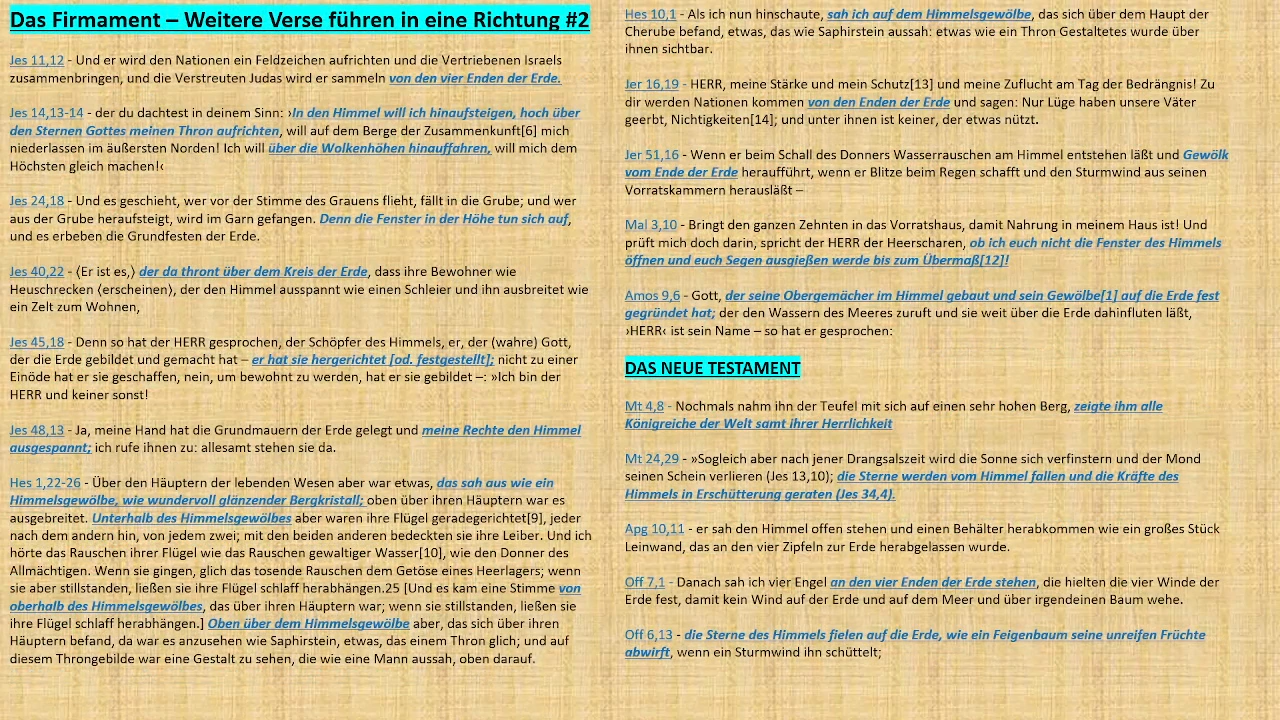 Das Firmament – Weitere Verse führen in eine Richtung #2
Jes 11,12 - Und er wird den Nationen ein Feldzeichen aufrichten und die Vertriebenen Israels
zusammenbringen, und die Verstreuten Judas wird er sammeln von den vier Enden der Erde.
Jes 14,13-14 - der du dachtest in deinem Sinn: ›In den Himmel will ich hinaufsteigen, hoch über
den Sternen Gottes meinen Thron aufrichten, will auf dem Berge der Zusammenkunft[6] mich
niederlassen im äußersten Norden! Ich will über die Wolkenhöhen hinauffahren, will mich dem
Höchsten gleich machen!‹
Jes 24,18 - Und es geschieht, wer vor der Stimme des Grauens flieht, fällt in die Grube; und wer
aus der Grube heraufsteigt, wird im Garn gefangen. Denn die Fenster in der Höhe tun sich auf,
und es erbeben die Grundfesten der Erde.
Jes 40,22 - ⟨Er ist es,⟩ der da thront über dem Kreis der Erde, dass ihre Bewohner wie
Heuschrecken ⟨erscheinen⟩, der den Himmel ausspannt wie einen Schleier und ihn ausbreitet wie
ein Zelt zum Wohnen,
Jes 45,18 - Denn so hat der HERR gesprochen, der Schöpfer des Himmels, er, der (wahre) Gott,
der die Erde gebildet und gemacht hat – er hat sie hergerichtet [od. festgestellt]; nicht zu einer
Einöde hat er sie geschaffen, nein, um bewohnt zu werden, hat er sie gebildet –: »Ich bin der
HERR und keiner sonst!
Jes 48,13 - Ja, meine Hand hat die Grundmauern der Erde gelegt und meine Rechte den Himmel
ausgespannt; ich rufe ihnen zu: allesamt stehen sie da.
Hes 1,22-26 - Über den Häuptern der lebenden Wesen aber war etwas, das sah aus wie ein
Himmelsgewölbe, wie wundervoll glänzender Bergkristall; oben über ihren Häuptern war es
ausgebreitet. Unterhalb des Himmelsgewölbes aber waren ihre Flügel geradegerichtet[9], jeder
nach dem andern hin, von jedem zwei; mit den beiden anderen bedeckten sie ihre Leiber. Und ich
hörte das Rauschen ihrer Flügel wie das Rauschen gewaltiger Wasser[10], wie den Donner des
Allmächtigen. Wenn sie gingen, glich das tosende Rauschen dem Getöse eines Heerlagers; wenn
sie aber stillstanden, ließen sie ihre Flügel schlaff herabhängen.25 [Und es kam eine Stimme von
oberhalb des Himmelsgewölbes, das über ihren Häuptern war; wenn sie stillstanden, ließen sie
ihre Flügel schlaff herabhängen.] Oben über dem Himmelsgewölbe aber, das sich über ihren
Häuptern befand, da war es anzusehen wie Saphirstein, etwas, das einem Thron glich; und auf
diesem Throngebilde war eine Gestalt zu sehen, die wie eine Mann aussah, oben darauf.
Hes 10,1 - Als ich nun hinschaute, sah ich auf dem Himmelsgewölbe, das sich über dem Haupt der
Cherube befand, etwas, das wie Saphirstein aussah: etwas wie ein Thron Gestaltetes wurde über
ihnen sichtbar.
Jer 16,19 - HERR, meine Stärke und mein Schutz[13] und meine Zuflucht am Tag der Bedrängnis! Zu
dir werden Nationen kommen von den Enden der Erde und sagen: Nur Lüge haben unsere Väter
geerbt, Nichtigkeiten[14]; und unter ihnen ist keiner, der etwas nützt.
Jer 51,16 - Wenn er beim Schall des Donners Wasserrauschen am Himmel entstehen läßt und Gewölk
vom Ende der Erde heraufführt, wenn er Blitze beim Regen schafft und den Sturmwind aus seinen
Vorratskammern herausläßt –
Mal 3,10 - Bringt den ganzen Zehnten in das Vorratshaus, damit Nahrung in meinem Haus ist! Und
prüft mich doch darin, spricht der HERR der Heerscharen, ob ich euch nicht die Fenster des Himmels
öffnen und euch Segen ausgießen werde bis zum Übermaß[12]!
Amos 9,6 - Gott, der seine Obergemächer im Himmel gebaut und sein Gewölbe[1] auf die Erde fest
gegründet hat; der den Wassern des Meeres zuruft und sie weit über die Erde dahinfluten läßt,
›HERR‹ ist sein Name – so hat er gesprochen:
DAS NEUE TESTAMENT
Mt 4,8 - Nochmals nahm ihn der Teufel mit sich auf einen sehr hohen Berg, zeigte ihm alle
Königreiche der Welt samt ihrer Herrlichkeit
Mt 24,29 - »Sogleich aber nach jener Drangsalszeit wird die Sonne sich verfinstern und der Mond
seinen Schein verlieren (Jes 13,10); die Sterne werden vom Himmel fallen und die Kräfte des
Himmels in Erschütterung geraten (Jes 34,4).
Apg 10,11 - er sah den Himmel offen stehen und einen Behälter herabkommen wie ein großes Stück
Leinwand, das an den vier Zipfeln zur Erde herabgelassen wurde.
Off 7,1 - Danach sah ich vier Engel an den vier Enden der Erde stehen, die hielten die vier Winde der
Erde fest, damit kein Wind auf der Erde und auf dem Meer und über irgendeinen Baum wehe.
Off 6,13 - die Sterne des Himmels fielen auf die Erde, wie ein Feigenbaum seine unreifen Früchte
abwirft, wenn ein Sturmwind ihn schüttelt;